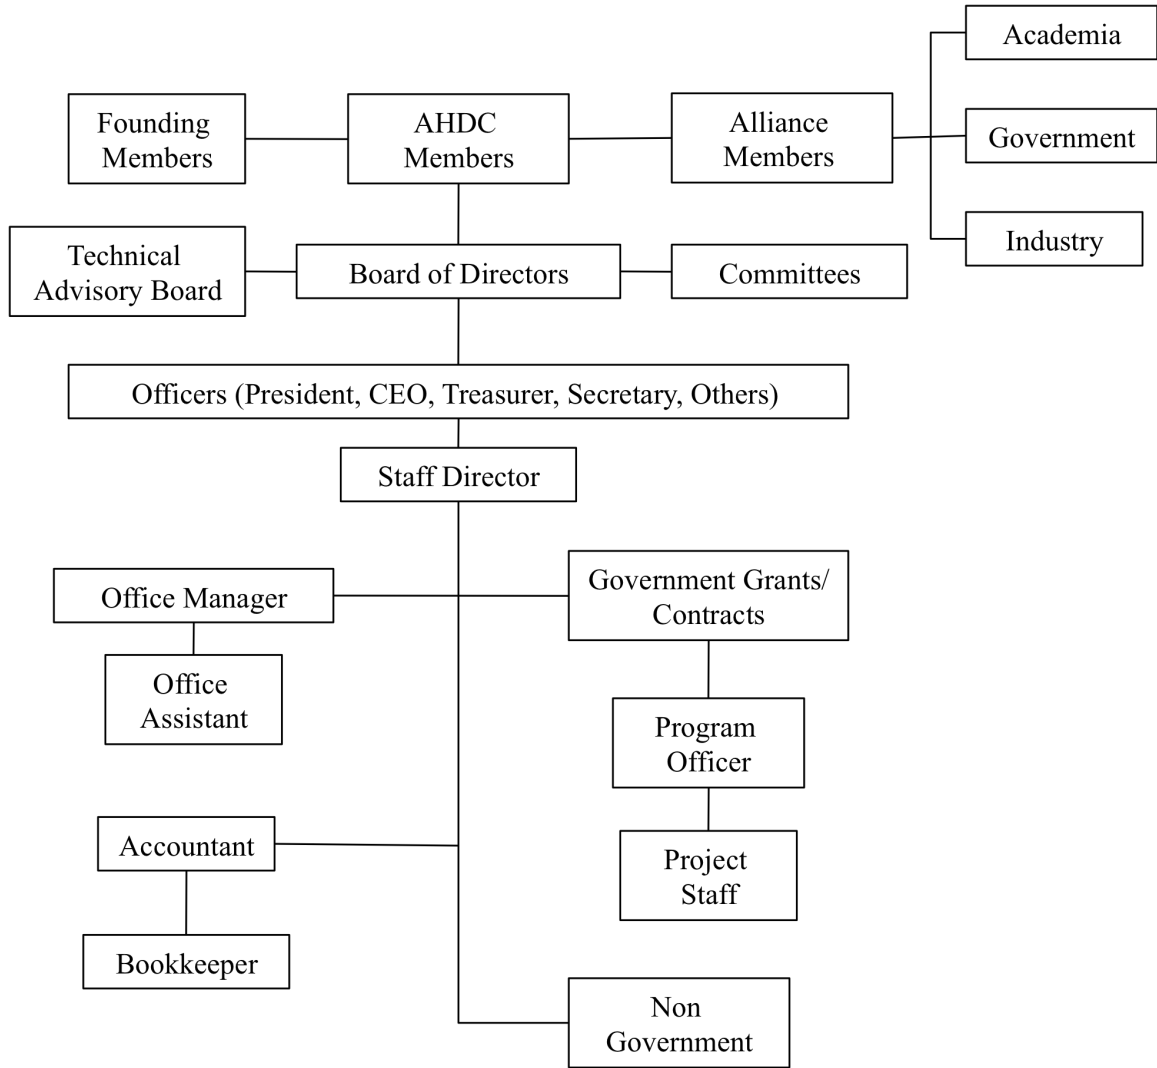 Academia
Founding
Members
AHDC
Members
Alliance
Members
Government
Industry
Technical
Advisory Board
Board of Directors
Committees
Officers (President, CEO, Treasurer, Secretary, Others)
Staff Director
Office Manager
Government Grants/
Contracts
Office
Assistant
Program
Officer
Accountant
Project
Staff
Bookkeeper
Non
Government